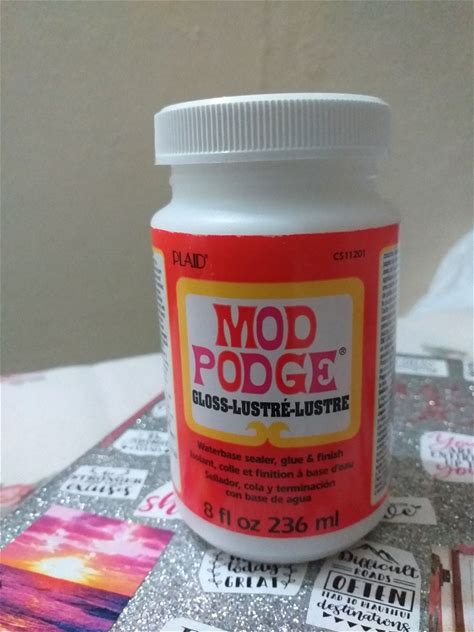 PLAID®
CS11201
MOD
PODGE®
GLOSS-LUSTRÉ-LUSTRE
Waterbase sealer, glue & finish
Isolant, colle et finition à base d'eau
Sellador, cola y terminación
con base de agua
8 fl oz 236 ml
today
GREAT
Difficult
ROADS
OFTEN
LEAD TO BEAUTIFUL
destinations